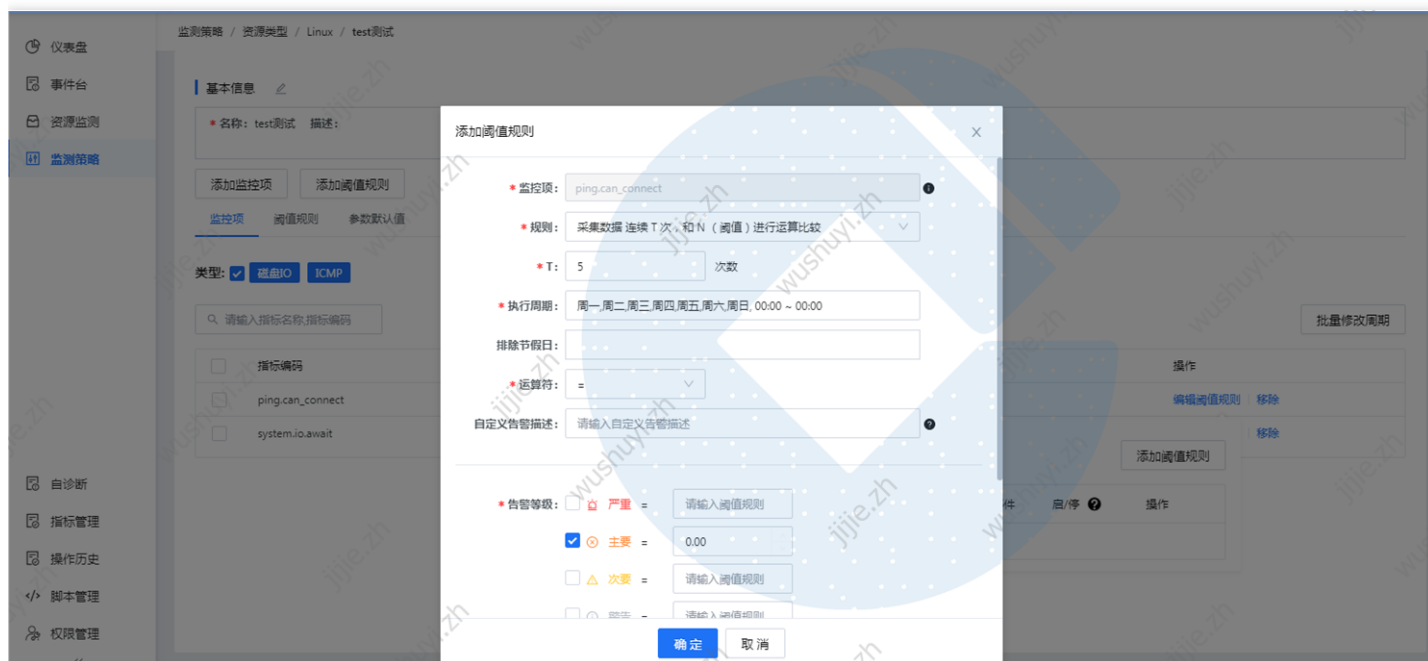 监测策略 / 资源类型 / Linux / test测试
仪表盘
事件台
资源监测
监测策略
自诊断
指标管理
操作历史
脚本管理
权限管理
基本信息
* 名称: test测试 描述:
添加监控项 添加阈值规则
监控项 阈值规则 参数默认值
类型: 磁盘IO ICMP
请输入指标名称,指标编码
批量修改周期
指标编码 操作
ping.can_connect 编辑阈值规则 移除
system.io.await 移除
添加阈值规则
件 启/停 操作
添加阈值规则
* 监控项: ping.can_connect
* 规则: 采集数据 连续 T 次 , 和 N ( 阈值 ) 进行运算比较
* T: 5 次数
* 执行周期: 周一,周二,周三,周四,周五,周六,周日, 00:00 ~ 00:00
排除节假日:
* 运算符: =
自定义告警描述: 请输入自定义告警描述
* 告警等级: 严重 = 请输入阈值规则
主要 = 0.00
次要 = 请输入阈值规则
警告 = 请输入阈值规则
确定 取消
jijie.zh
wushuyi.zh